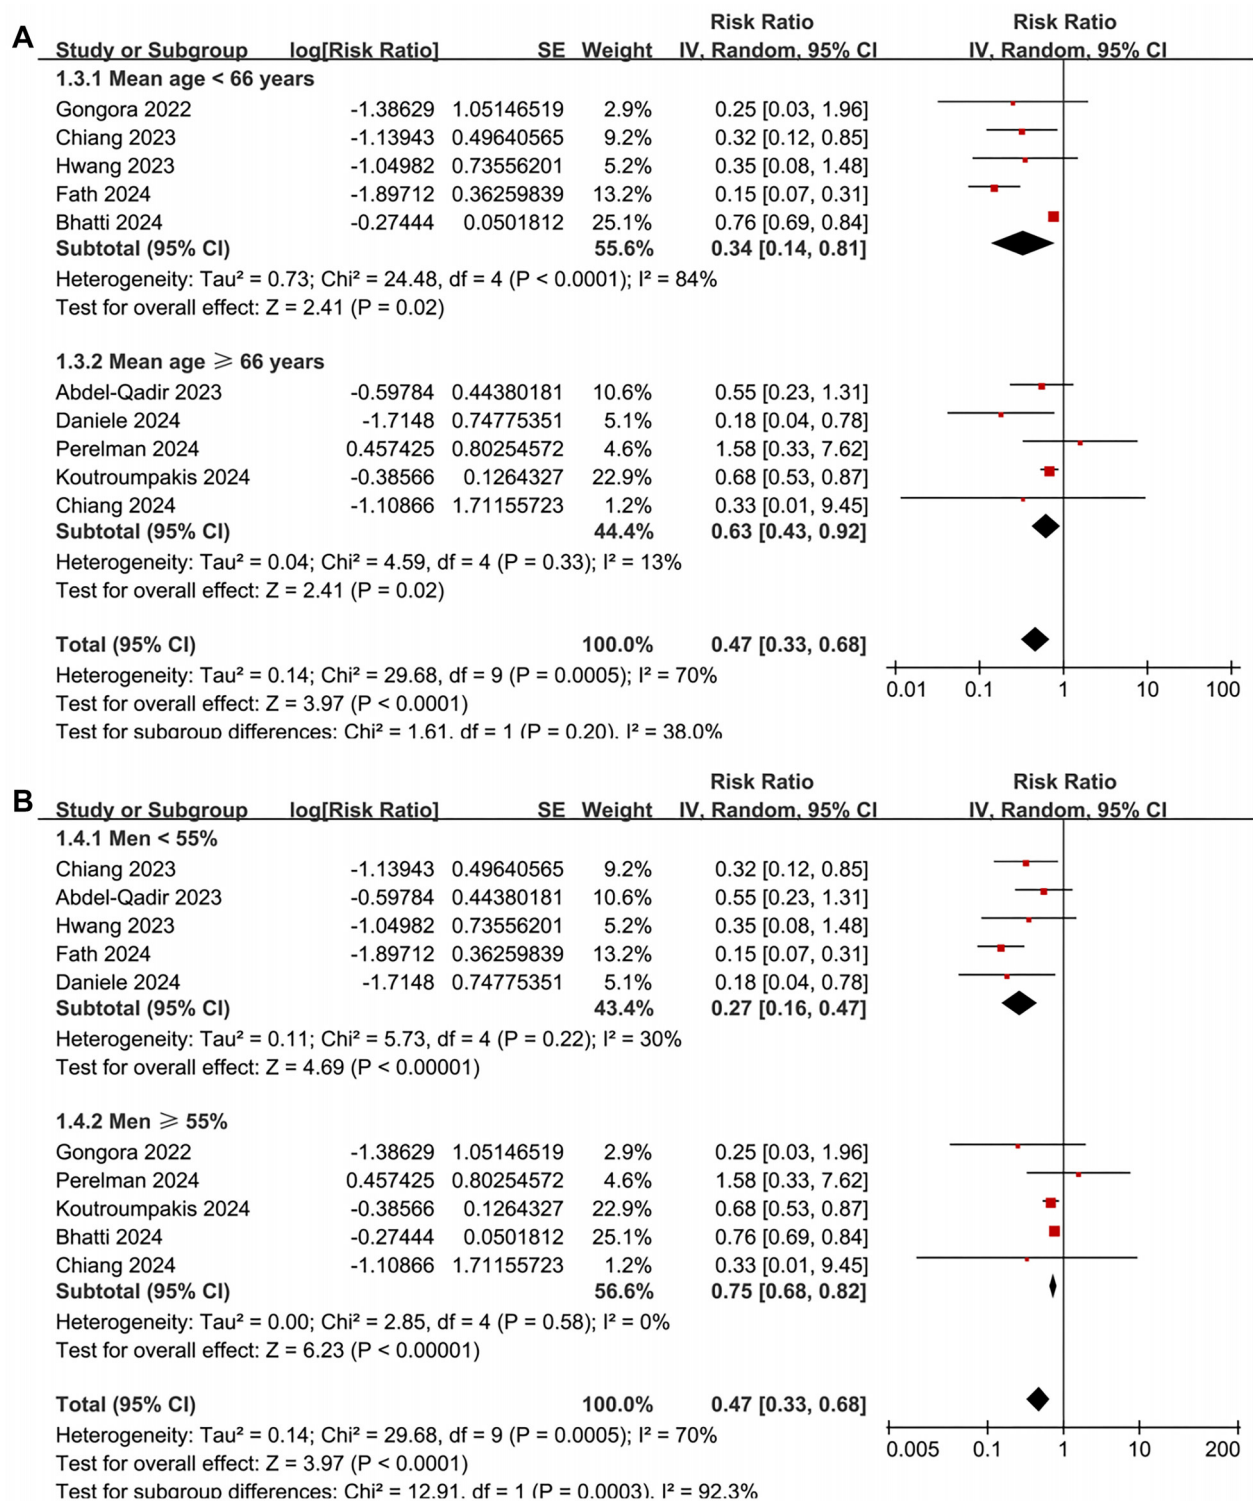 A
Risk Ratio Risk Ratio
Study or Subgroup log[Risk Ratio] SE Weight IV, Random, 95% CI IV, Random, 95% CI
1.3.1 Mean age < 66 years
Gongora 2022 -1.38629 1.05146519 2.9% 0.25 [0.03, 1.96]
Chiang 2023 -1.13943 0.49640565 9.2% 0.32 [0.12, 0.85]
Hwang 2023 -1.04982 0.73556201 5.2% 0.35 [0.08, 1.48]
Fath 2024 -1.89712 0.36259839 13.2% 0.15 [0.07, 0.31]
Bhatti 2024 -0.27444 0.0501812 25.1% 0.76 [0.69, 0.84]
Subtotal (95% CI) 55.6% 0.34 [0.14, 0.81]
Heterogeneity: Tau² = 0.73; Chi² = 24.48, df = 4 (P < 0.0001); I² = 84%
Test for overall effect: Z = 2.41 (P = 0.02)
1.3.2 Mean age ⩾ 66 years
Abdel-Qadir 2023 -0.59784 0.44380181 10.6% 0.55 [0.23, 1.31]
Daniele 2024 -1.7148 0.74775351 5.1% 0.18 [0.04, 0.78]
Perelman 2024 0.457425 0.80254572 4.6% 1.58 [0.33, 7.62]
Koutroumpakis 2024 -0.38566 0.1264327 22.9% 0.68 [0.53, 0.87]
Chiang 2024 -1.10866 1.71155723 1.2% 0.33 [0.01, 9.45]
Subtotal (95% CI) 44.4% 0.63 [0.43, 0.92]
Heterogeneity: Tau² = 0.04; Chi² = 4.59, df = 4 (P = 0.33); I² = 13%
Test for overall effect: Z = 2.41 (P = 0.02)
Total (95% CI) 100.0% 0.47 [0.33, 0.68]
Heterogeneity: Tau² = 0.14; Chi² = 29.68, df = 9 (P = 0.0005); I² = 70%
Test for overall effect: Z = 3.97 (P < 0.0001)
Test for subgroup differences: Chi² = 1.61. df = 1 (P = 0.20). I² = 38.0%
0.01 0.1 1 10 100
B
Risk Ratio Risk Ratio
Study or Subgroup log[Risk Ratio] SE Weight IV, Random, 95% CI IV, Random, 95% CI
1.4.1 Men < 55%
Chiang 2023 -1.13943 0.49640565 9.2% 0.32 [0.12, 0.85]
Abdel-Qadir 2023 -0.59784 0.44380181 10.6% 0.55 [0.23, 1.31]
Hwang 2023 -1.04982 0.73556201 5.2% 0.35 [0.08, 1.48]
Fath 2024 -1.89712 0.36259839 13.2% 0.15 [0.07, 0.31]
Daniele 2024 -1.7148 0.74775351 5.1% 0.18 [0.04, 0.78]
Subtotal (95% CI) 43.4% 0.27 [0.16, 0.47]
Heterogeneity: Tau² = 0.11; Chi² = 5.73, df = 4 (P = 0.22); I² = 30%
Test for overall effect: Z = 4.69 (P < 0.00001)
1.4.2 Men ⩾ 55%
Gongora 2022 -1.38629 1.05146519 2.9% 0.25 [0.03, 1.96]
Perelman 2024 0.457425 0.80254572 4.6% 1.58 [0.33, 7.62]
Koutroumpakis 2024 -0.38566 0.1264327 22.9% 0.68 [0.53, 0.87]
Bhatti 2024 -0.27444 0.0501812 25.1% 0.76 [0.69, 0.84]
Chiang 2024 -1.10866 1.71155723 1.2% 0.33 [0.01, 9.45]
Subtotal (95% CI) 56.6% 0.75 [0.68, 0.82]
Heterogeneity: Tau² = 0.00; Chi² = 2.85, df = 4 (P = 0.58); I² = 0%
Test for overall effect: Z = 6.23 (P < 0.00001)
Total (95% CI) 100.0% 0.47 [0.33, 0.68]
Heterogeneity: Tau² = 0.14; Chi² = 29.68, df = 9 (P = 0.0005); I² = 70%
Test for overall effect: Z = 3.97 (P < 0.0001)
Test for subgroup differences: Chi² = 12.91. df = 1 (P = 0.0003). I² = 92.3%
0.005 0.1 1 10 200